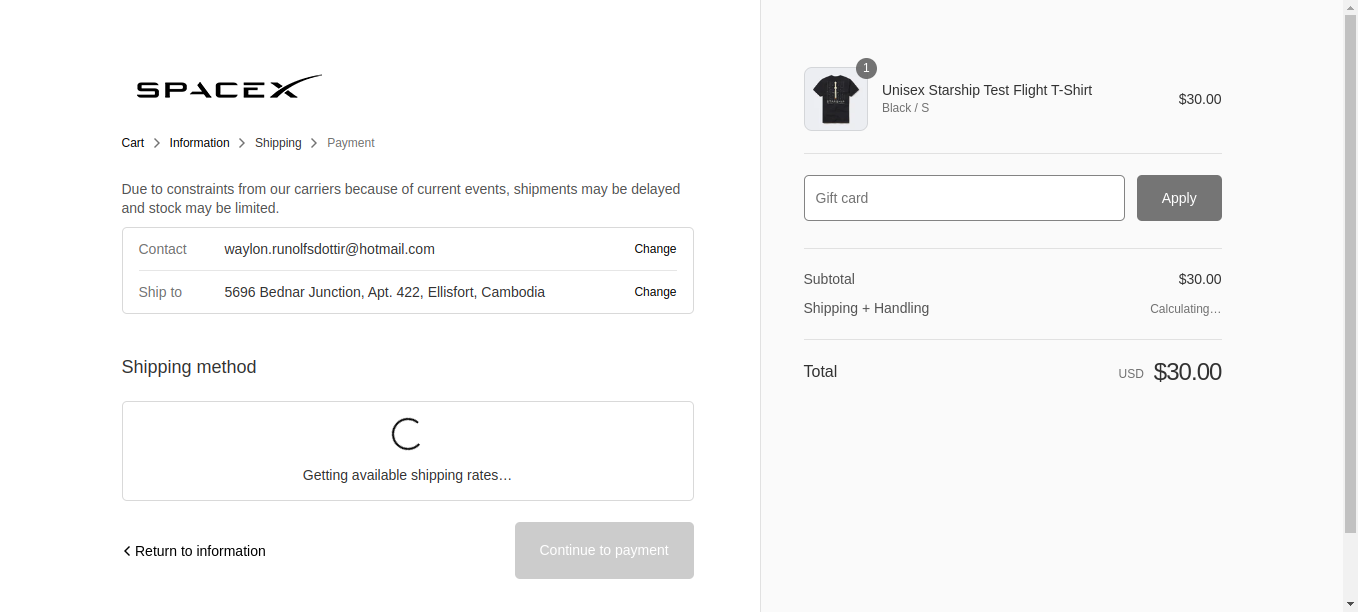 SPACEX
Cart > Information > Shipping > Payment
Due to constraints from our carriers because of current events, shipments may be delayed
and stock may be limited.
Contact waylon.runolfsdottir@hotmail.com Change
Ship to 5696 Bednar Junction, Apt. 422, Ellisfort, Cambodia Change
Shipping method
Getting available shipping rates…
Return to information
Continue to payment
1
Unisex Starship Test Flight T-Shirt
Black / S
$30.00
Gift card
Apply
Subtotal $30.00
Shipping + Handling Calculating…
Total USD $30.00